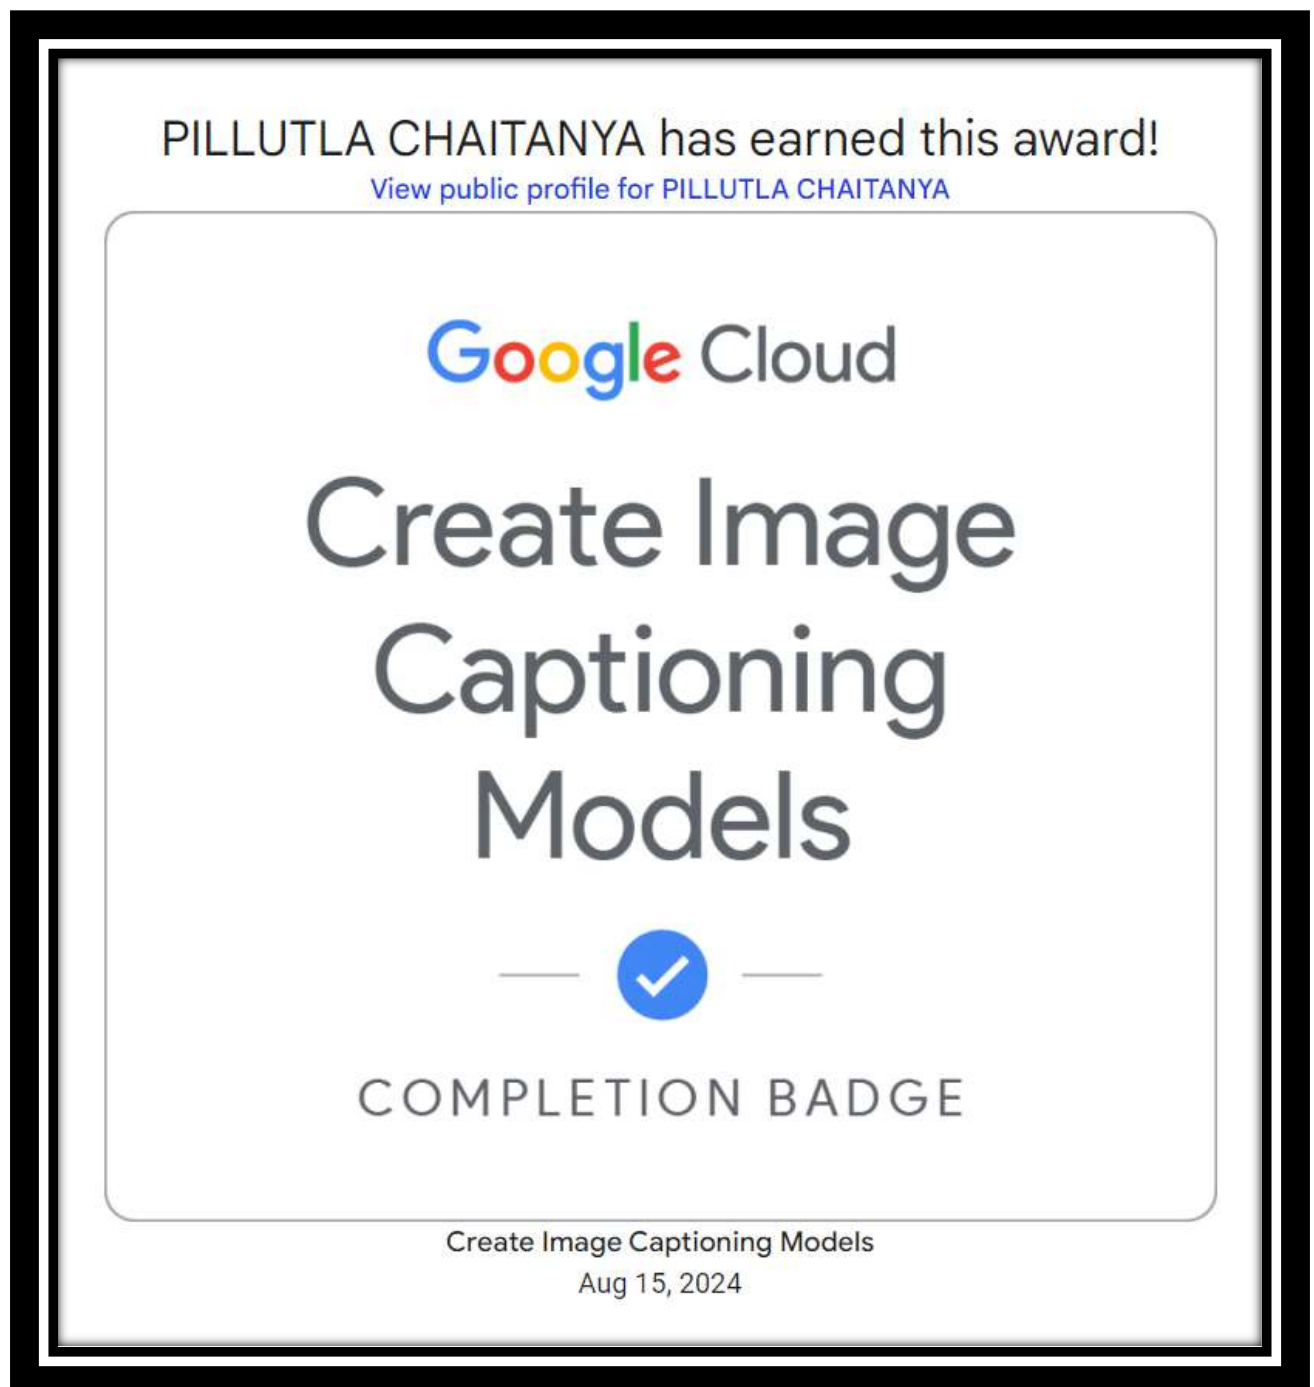 PILLUTLA CHAITANYA has earned this award!
View public profile for PILLUTLA CHAITANYA
Google Cloud
Create Image
Captioning
Models
COMPLETION BADGE
Create Image Captioning Models
Aug 15, 2024